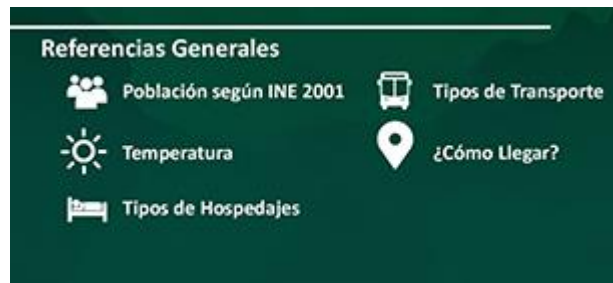 Referencias Generales
Población según INE 2001
Tipos de Transporte
Temperatura
¿Cómo Llegar?
Tipos de Hospedajes